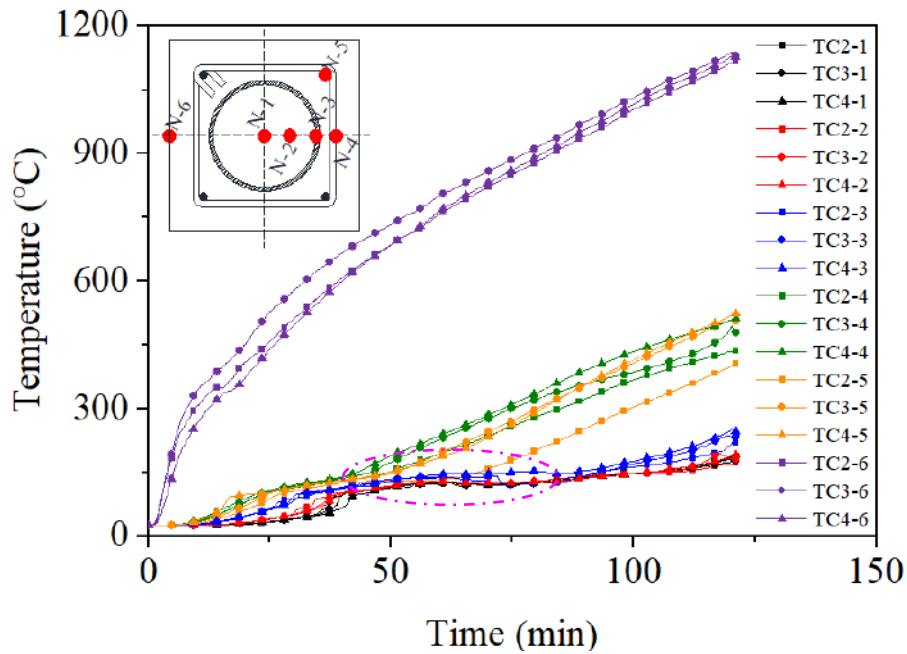 1200
900
600
300
0
0
50
100
150
Temperature (°C)
Time (min)
N-5
N-6
N-1
N-3
N-2
N-4
TC2-1
TC3-1
TC4-1
TC2-2
TC3-2
TC4-2
TC2-3
TC3-3
TC4-3
TC2-4
TC3-4
TC4-4
TC2-5
TC3-5
TC4-5
TC2-6
TC3-6
TC4-6